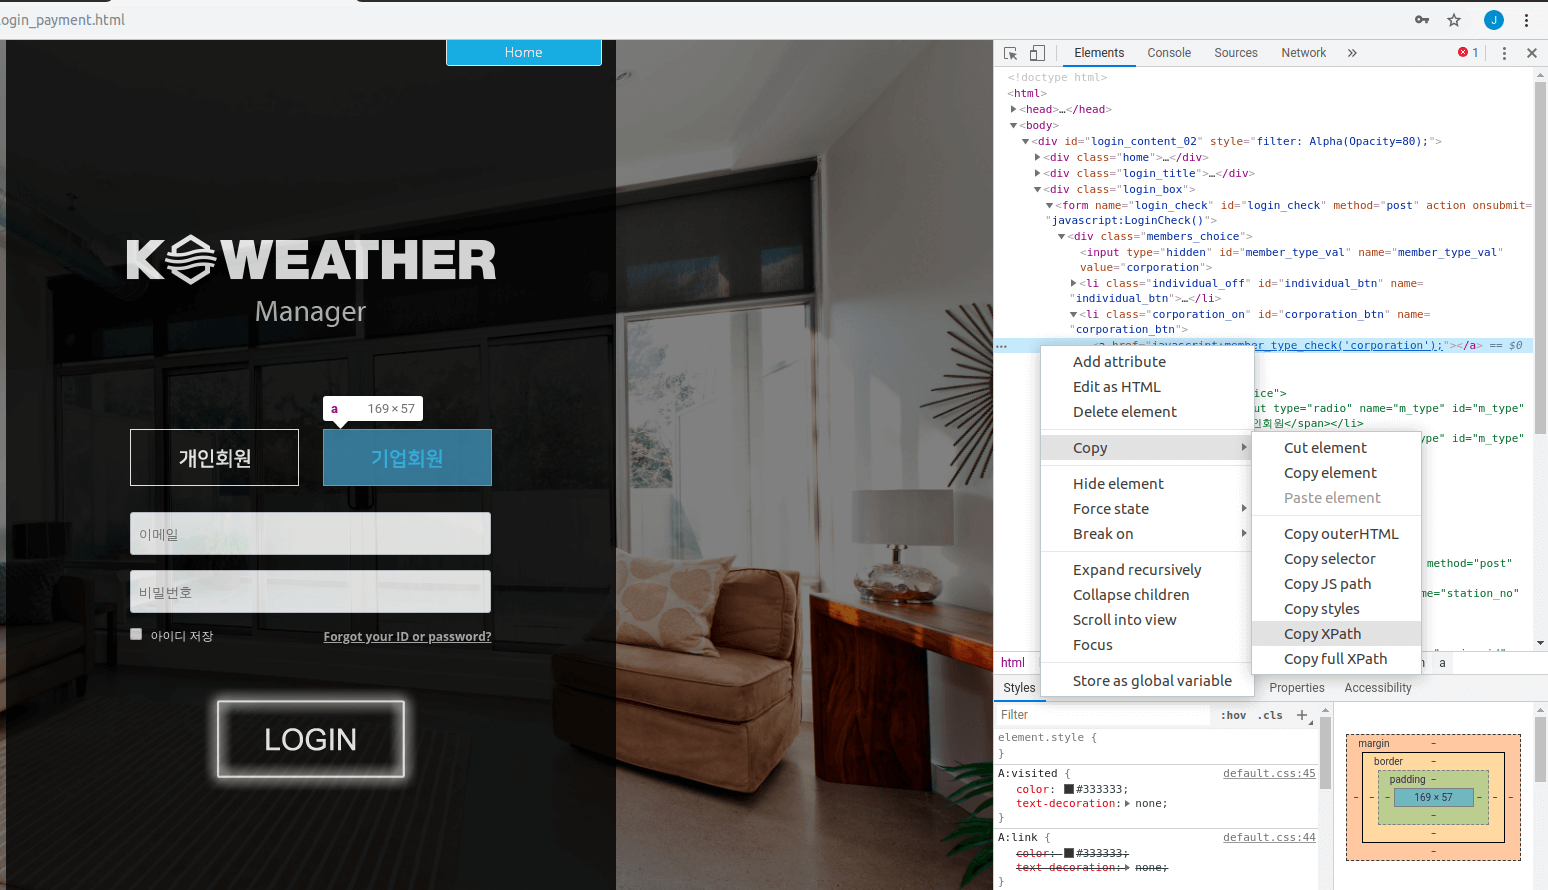 ogin_payment.html
J
Home
K WEATHER
Manager
a 169 × 57
개인회원 기업회원
이메일
비밀번호
아이디 저장 Forgot your ID or password?
LOGIN
Elements Console Sources Network » 1
<!doctype html>
<html>
<head>…</head>
<body>
<div id="login_content_02" style="filter: Alpha(Opacity=80);">
<div class="home">…</div>
<div class="login_title">…</div>
<div class="login_box">
<form name="login_check" id="login_check" method="post" action onsubmit=
"javascript:LoginCheck()">
<div class="members_choice">
<input type="hidden" id="member_type_val" name="member_type_val"
value="corporation">
<li class="individual_off" id="individual_btn" name=
"individual_btn">…</li>
<li class="corporation_on" id="corporation_btn" name=
"corporation_btn">
<a href="javascript:member_type_check('corporation');"></a> == $0
ice">
ut type="radio" name="m_type" id="m_type"
회원</span></li>
ype" id="m_type"
method="post"
me="station_no"
Add attribute
Edit as HTML
Delete element
Copy
Hide element
Force state
Break on
Expand recursively
Collapse children
Scroll into view
Focus
Store as global variable
Cut element
Copy element
Paste element
Copy outerHTML
Copy selector
Copy JS path
Copy styles
Copy XPath
Copy full XPath
html a
Styles Properties Accessibility
Filter :hov .cls +
element.style {
}
A:visited { default.css:45
color: #333333;
text-decoration: none;
}
A:link { default.css:44
color: #333333;
text-decoration: none;
}
margin –
border –
padding –
– – – 169 × 57 – – –
–
–
–